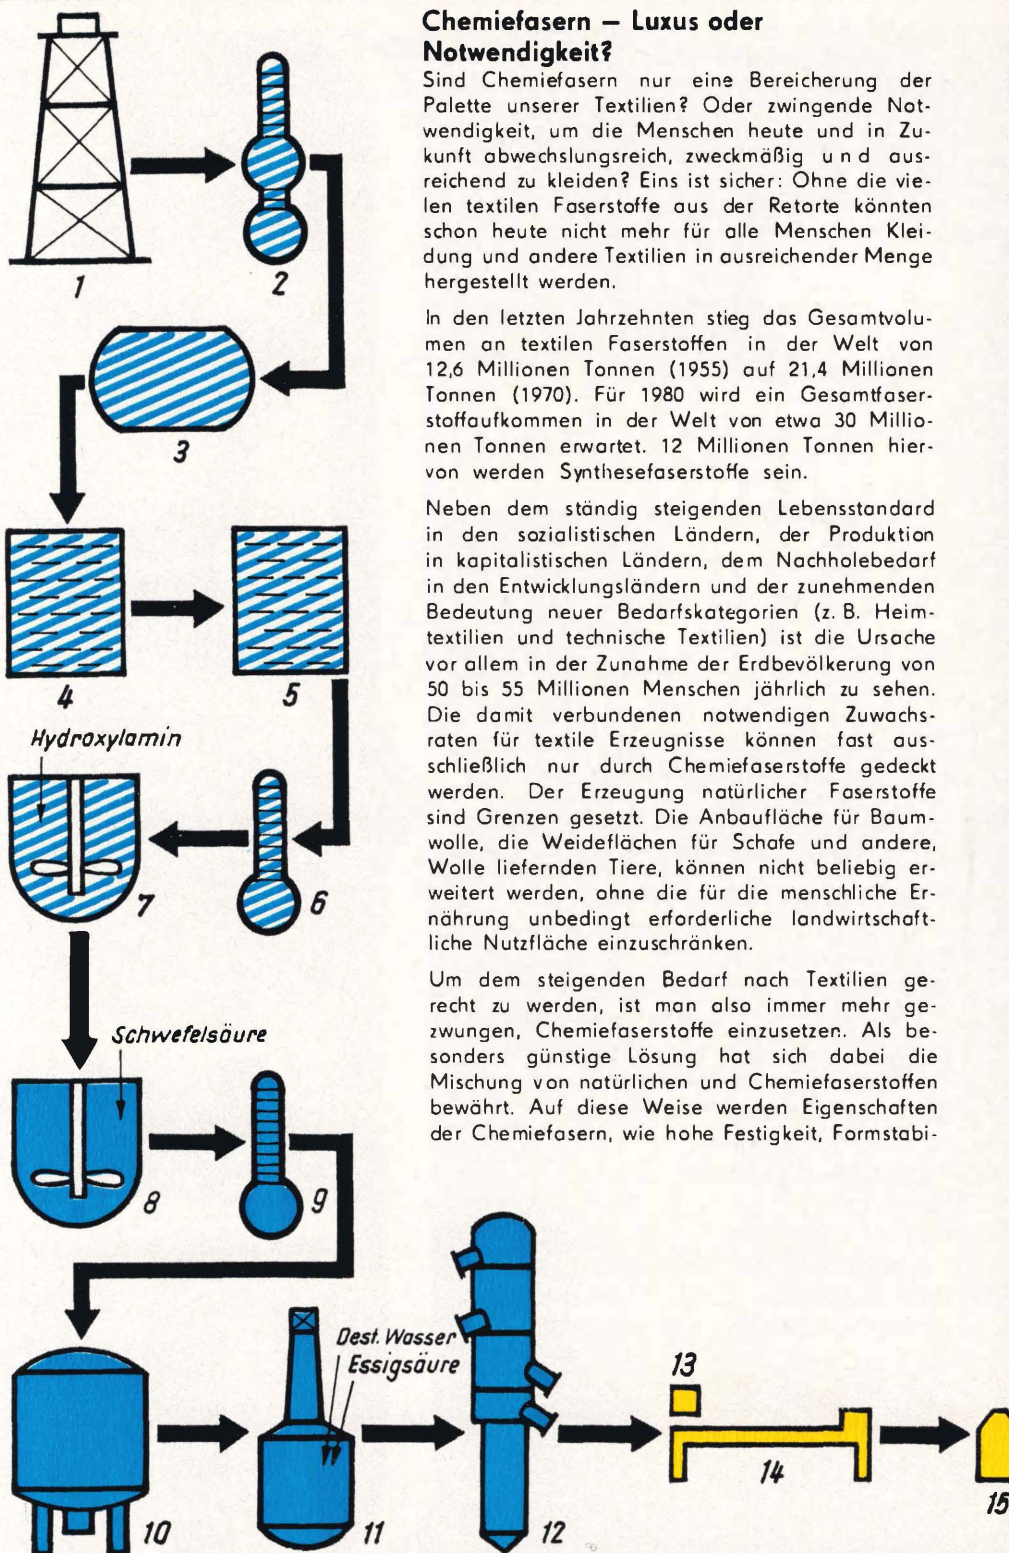 Chemiefasern – Luxus oder
Notwendigkeit?
Sind Chemiefasern nur eine Bereicherung der
Palette unserer Textilien? Oder zwingende Not-
wendigkeit, um die Menschen heute und in Zu-
kunft abwechslungsreich, zweckmäßig und aus-
reichend zu kleiden? Eins ist sicher: Ohne die vie-
len textilen Faserstoffe aus der Retorte könnten
schon heute nicht mehr für alle Menschen Klei-
dung und andere Textilien in ausreichender Menge
hergestellt werden.
In den letzten Jahrzehnten stieg das Gesamtvolu-
men an textilen Faserstoffen in der Welt von
12,6 Millionen Tonnen (1955) auf 21,4 Millionen
Tonnen (1970). Für 1980 wird ein Gesamtfaser-
stoffaufkommen in der Welt von etwa 30 Millio-
nen Tonnen erwartet. 12 Millionen Tonnen hier-
von werden Synthesefaserstoffe sein.
Neben dem ständig steigenden Lebensstandard
in den sozialistischen Ländern, der Produktion
in kapitalistischen Ländern, dem Nachholebedarf
in den Entwicklungsländern und der zunehmenden
Bedeutung neuer Bedarfskategorien (z. B. Heim-
textilien und technische Textilien) ist die Ursache
vor allem in der Zunahme der Erdbevölkerung von
50 bis 55 Millionen Menschen jährlich zu sehen.
Die damit verbundenen notwendigen Zuwachs-
raten für textile Erzeugnisse können fast aus-
schließlich nur durch Chemiefaserstoffe gedeckt
werden. Der Erzeugung natürlicher Faserstoffe
sind Grenzen gesetzt. Die Anbaufläche für Baum-
wolle, die Weideflächen für Schafe und andere,
Wolle liefernden Tiere, können nicht beliebig er-
weitert werden, ohne die für die menschliche Er-
nährung unbedingt erforderliche landwirtschaft-
liche Nutzfläche einzuschränken.
Um dem steigenden Bedarf nach Textilien ge-
recht zu werden, ist man also immer mehr ge-
zwungen, Chemiefaserstoffe einzusetzen. Als be-
sonders günstige Lösung hat sich dabei die
Mischung von natürlichen und Chemiefaserstoffen
bewährt. Auf diese Weise werden Eigenschaften
der Chemiefasern, wie hohe Festigkeit, Formstabi-
1
2
3
4
5
Hydroxylamin
7
6
Schwefelsäure
8
9
Dest. Wasser
Essigsäure
10
11
12
13
14
15